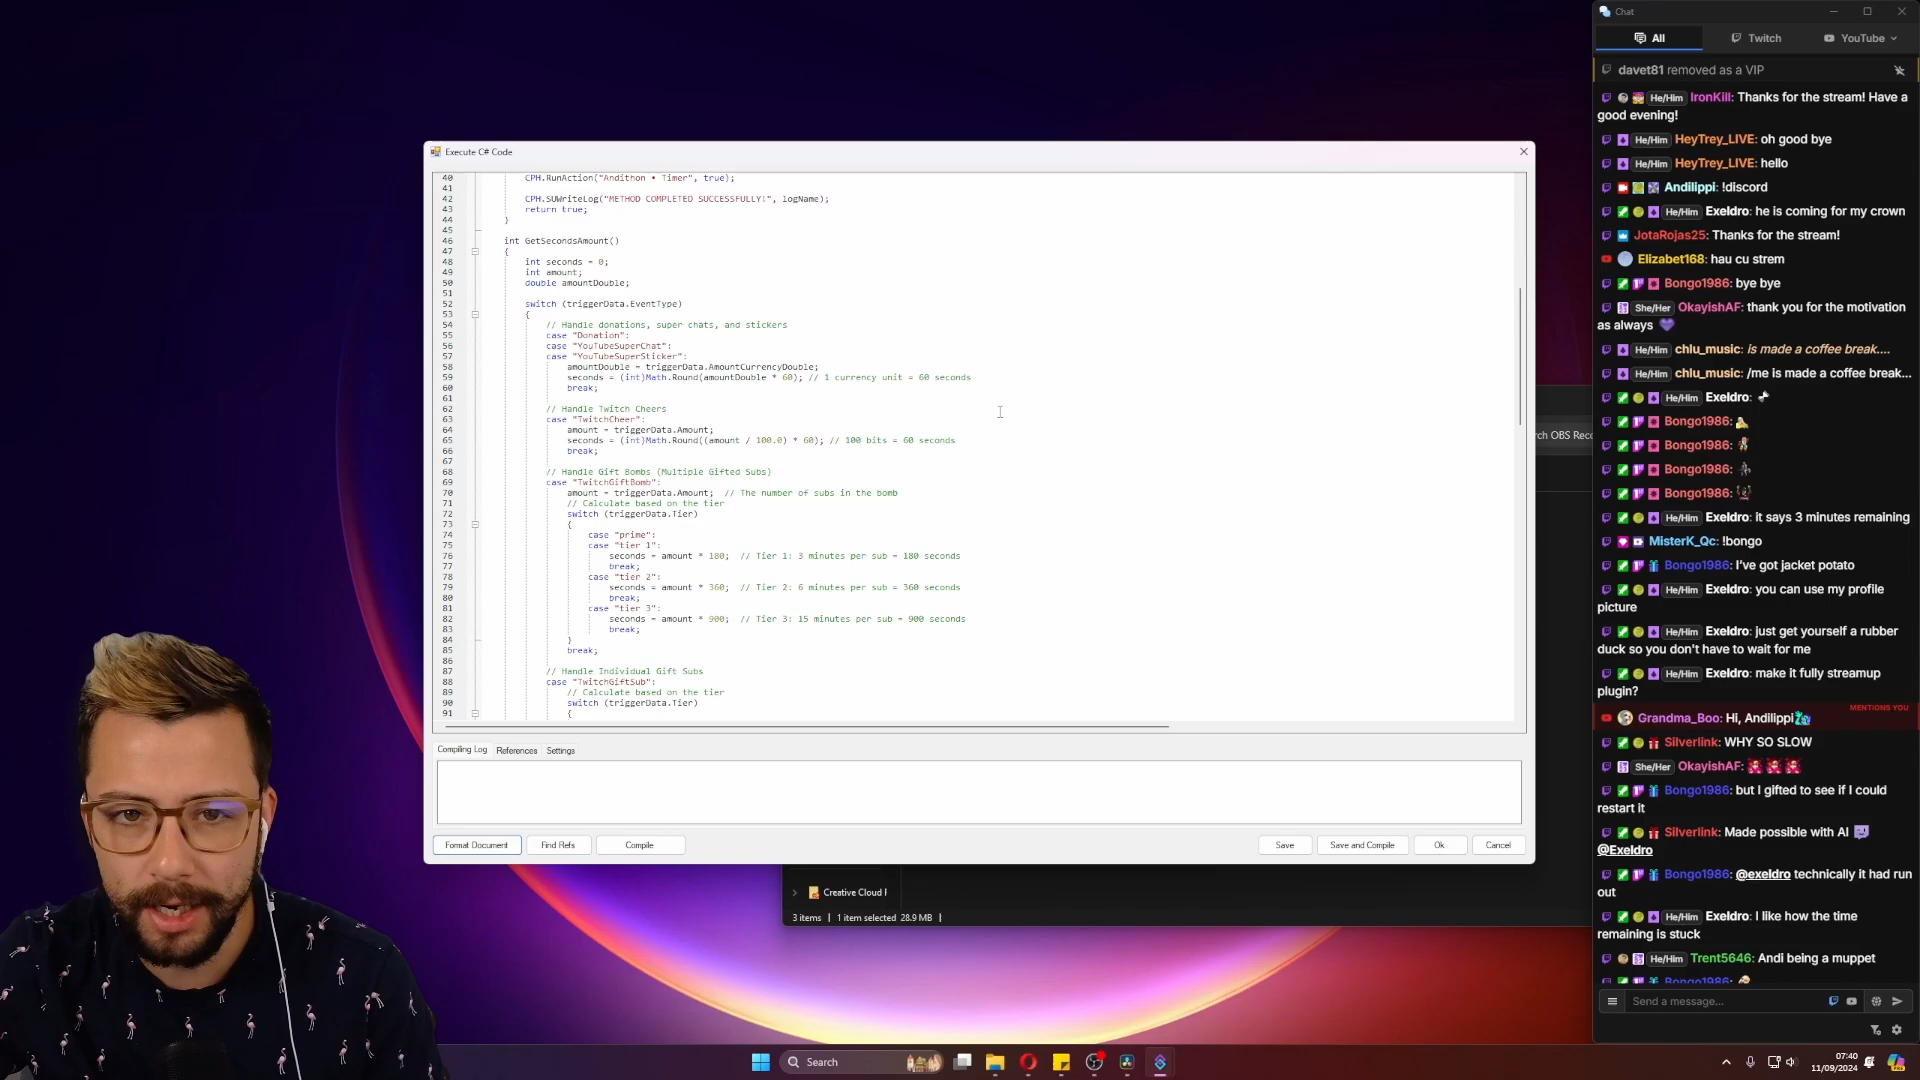 Execute C# Code
40 CPH.RunAction("Andithon • Timer", true);
41
42 CPH.SUWriteLog("METHOD COMPLETED SUCCESSFULLY!", logName);
43 return true;
44 }
45
46 int GetSecondsAmount()
47 {
48 int seconds = 0;
49 int amount;
50 double amountDouble;
51
52 switch (triggerData.EventType)
53 {
54 // Handle donations, super chats, and stickers
55 case "Donation":
56 case "YouTubeSuperChat":
57 case "YouTubeSuperSticker":
58 amountDouble = triggerData.AmountCurrencyDouble;
59 seconds = (int)Math.Round(amountDouble * 60); // 1 currency unit = 60 seconds
60 break;
61
62 // Handle Twitch Cheers
63 case "TwitchCheer":
64 amount = triggerData.Amount;
65 seconds = (int)Math.Round((amount / 100.0) * 60); // 100 bits = 60 seconds
66 break;
67
68 // Handle Gift Bombs (Multiple Gifted Subs)
69 case "TwitchGiftBomb":
70 amount = triggerData.Amount; // The number of subs in the bomb
71 // Calculate based on the tier
72 switch (triggerData.Tier)
73 {
74 case "prime":
75 case "tier 1":
76 seconds = amount * 180; // Tier 1: 3 minutes per sub = 180 seconds
77 break;
78 case "tier 2":
79 seconds = amount * 360; // Tier 2: 6 minutes per sub = 360 seconds
80 break;
81 case "tier 3":
82 seconds = amount * 900; // Tier 3: 15 minutes per sub = 900 seconds
83 break;
84 }
85 break;
86
87 // Handle Individual Gift Subs
88 case "TwitchGiftSub":
89 // Calculate based on the tier
90 switch (triggerData.Tier)
91 {
Compiling Log References Settings
Format Document Find Refs Compile Save Save and Compile Ok Cancel
rch OBS Reco
Creative Cloud F
3 items | 1 item selected 28.9 MB |
Chat
All Twitch YouTube
davet81 removed as a VIP
He/Him IronKill: Thanks for the stream! Have a
good evening!
He/Him HeyTrey_LIVE: oh good bye
He/Him HeyTrey_LIVE: hello
Andilippi: !discord
He/Him Exeldro: he is coming for my crown
JotaRojas25: Thanks for the stream!
Elizabet168: hau cu strem
Bongo1986: bye bye
She/Her OkayishAF: thank you for the motivation
as always
He/Him chlu_music: is made a coffee break....
He/Him chlu_music: /me is made a coffee break...
He/Him Exeldro:
Bongo1986:
Bongo1986:
Bongo1986:
Bongo1986:
He/Him Exeldro: it says 3 minutes remaining
MisterK_Qc: !bongo
Bongo1986: I've got jacket potato
He/Him Exeldro: you can use my profile
picture
He/Him Exeldro: just get yourself a rubber
duck so you don't have to wait for me
He/Him Exeldro: make it fully streamup
plugin?
MENTIONS YOU
Grandma_Boo: Hi, Andilippi
Silverlink: WHY SO SLOW
She/Her OkayishAF:
Bongo1986: but I gifted to see if I could
restart it
Silverlink: Made possible with AI
@Exeldro
Bongo1986: @exeldro technically it had run
out
He/Him Exeldro: I like how the time
remaining is stuck
He/Him Trent5646: Andi being a muppet
Bongo1986:
Send a message...
Search
07:40
11/09/2024